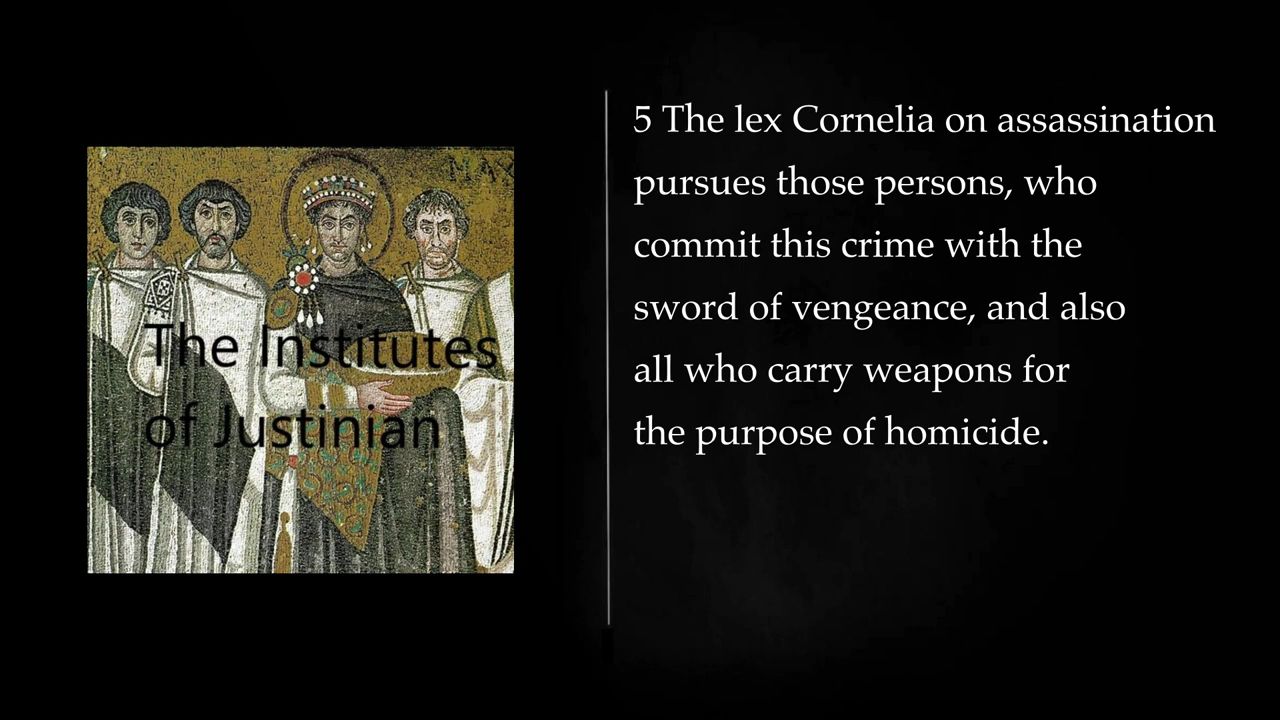 MAX
The Institutes
of Justinian
5 The lex Cornelia on assassination
pursues those persons, who
commit this crime with the
sword of vengeance, and also
all who carry weapons for
the purpose of homicide.